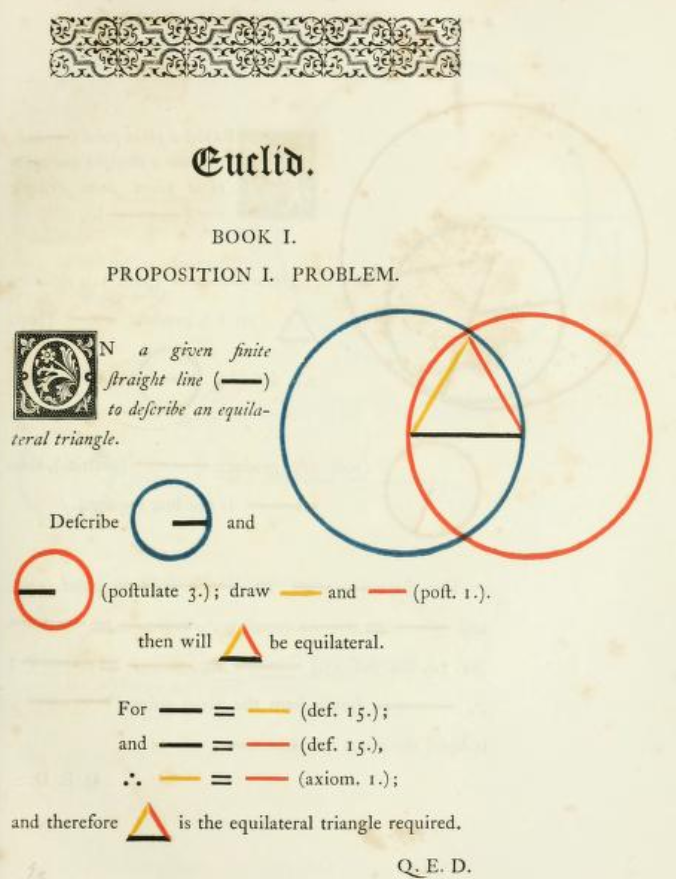 Euclid.
BOOK I.
PROPOSITION I. PROBLEM.
ON a given finite
ſtraight line ( )
to deſcribe an equila-
teral triangle.
Deſcribe and
(poſtulate 3.); draw and (poſt. 1.).
then will be equilateral.
For = (def. 15.);
and = (def. 15.),
∴ = (axiom. 1.);
and therefore is the equilateral triangle required.
Q. E. D.